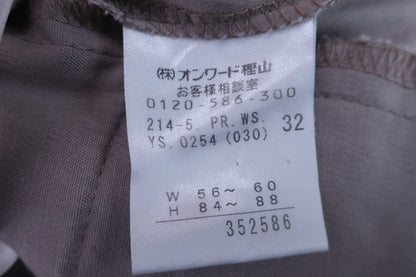 (株)オンワード樫山
お客様相談室
0120-586-300
214-5 PR.WS. 32
YS.0254 (030)
W 56～ 60
H 84～ 88
352586